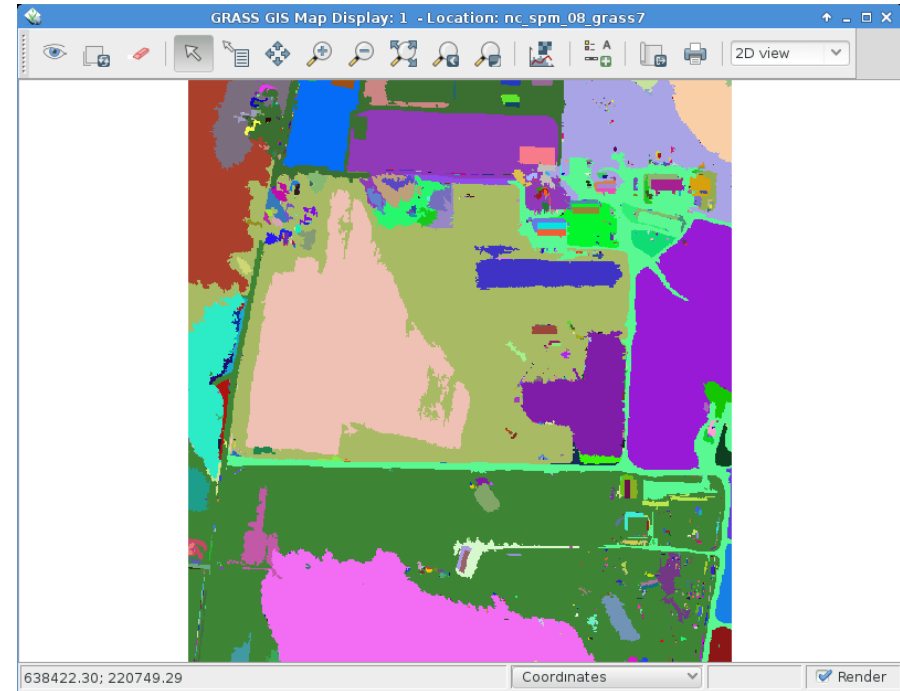 GRASS GIS Map Display: 1 - Location: nc_spm_08_grass7
A
2D view
638422.30; 220749.29
Coordinates
Render